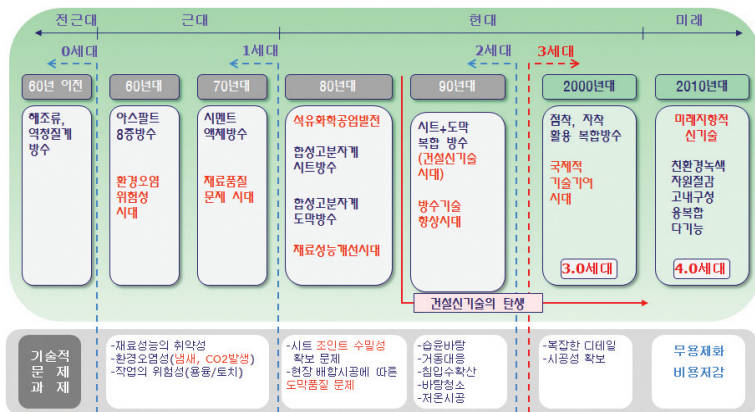 전근대
근대
현대
미래
0세대
1세대
2세대
3세대
60년 이전
60년대
70년대
80년대
90년대
2000년대
2010년대
해조류,
역청질계
방수
아스팔트
8층방수
환경오염
위험성
시대
시멘트
액체방수
재료품질
문제 시대
석유화학공업발전
합성고분자계
시트방수
합성고분자계
도막방수
재료성능개선시대
시트+도막
복합 방수
(건설신기술
시대)
방수기술
향상시대
점착, 자착
활용 복합방수
국제적
기술기여
시대
3.0세대
미래지향적
신기술
친환경녹색
자원절감
고내구성
융복합
다기능
4.0세대
건설신기술의 탄생
기술적
문 제
과 제
-재료성능의 취약성
-환경오염성(냄새, CO2발생)
-작업의 위험성(용융/토치)
-시트 조인트 수밀성
확보 문제
-현장 배합시공에 따른
도막품질 문제
-습윤바탕
-거동대응
-침입수확산
-바탕청소
-저온시공
-복잡한 디테일
-시공성 확보
무용제화
비용저감